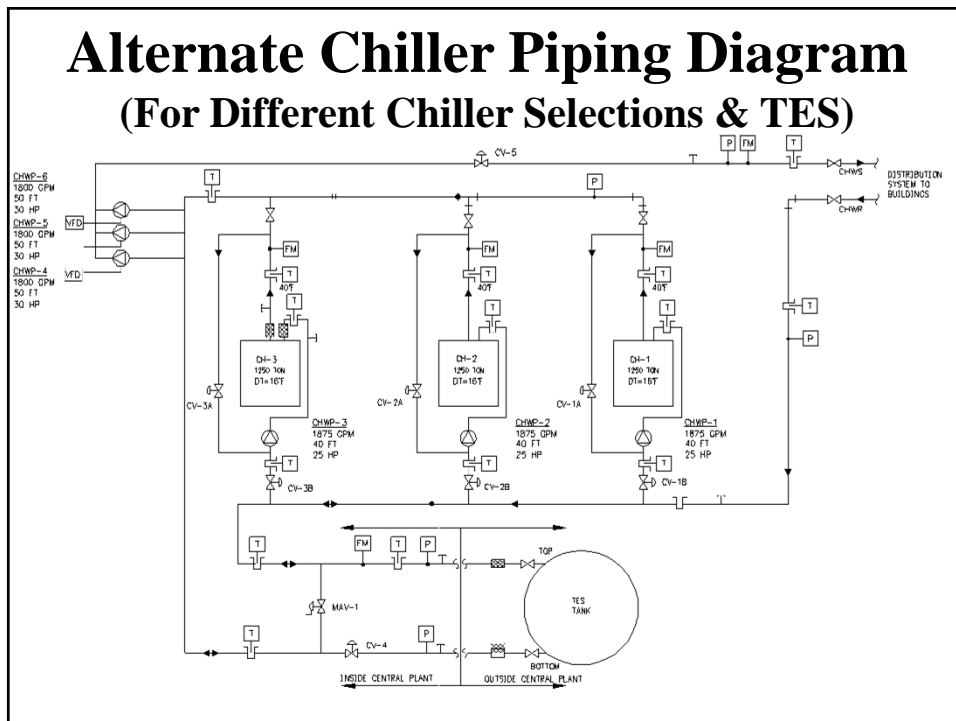 Alternate Chiller Piping Diagram
(For Different Chiller Selections & TES)
CV-5
P
FM
T
CHWS
DISTRIBUTION
SYSTEM TO
BUILDINGS
CHWR
CHWP-6
1800 GPM
50 FT
30 HP
VFD
CHWP-5
1800 GPM
50 FT
30 HP
CHWP-4
VFD
1800 GPM
50 FT
30 HP
T
P
FM
T
40°F
T
CH-3
1250 TON
DT=16°F
CV-3A
CHWP-3
1875 GPM
40 FT
25 HP
T
CV-3B
FM
T
40°F
T
CH-2
1250 TON
DT=16°F
CV-2A
CHWP-2
1875 GPM
40 FT
25 HP
T
CV-2B
FM
T
40°F
T
CH-1
1250 TON
DT=16°F
CV-1A
CHWP-1
1875 GPM
40 FT
25 HP
T
CV-1B
T
P
T
FM
T
P
TOP
TES
TANK
MAV-1
T
CV-4
P
BOTTOM
INSIDE CENTRAL PLANT
OUTSIDE CENTRAL PLANT